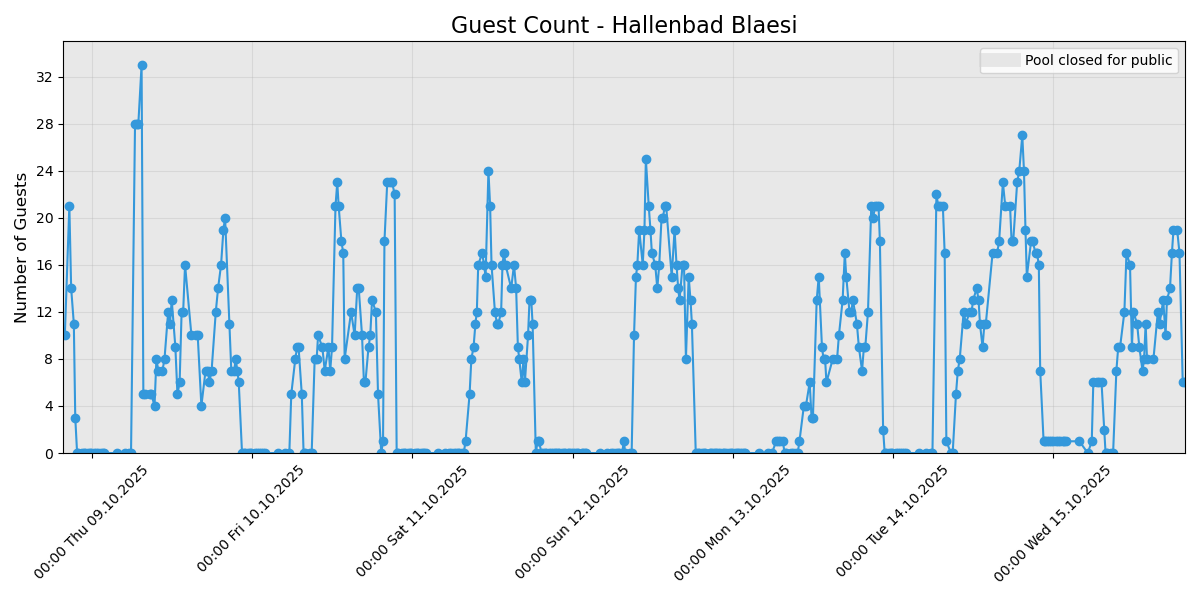 Guest Count - Hallenbad Blaesi
Pool closed for public
Number of Guests
32
28
24
20
16
12
8
4
0
00:00 Thu 09.10.2025
00:00 Fri 10.10.2025
00:00 Sat 11.10.2025
00:00 Sun 12.10.2025
00:00 Mon 13.10.2025
00:00 Tue 14.10.2025
00:00 Wed 15.10.2025